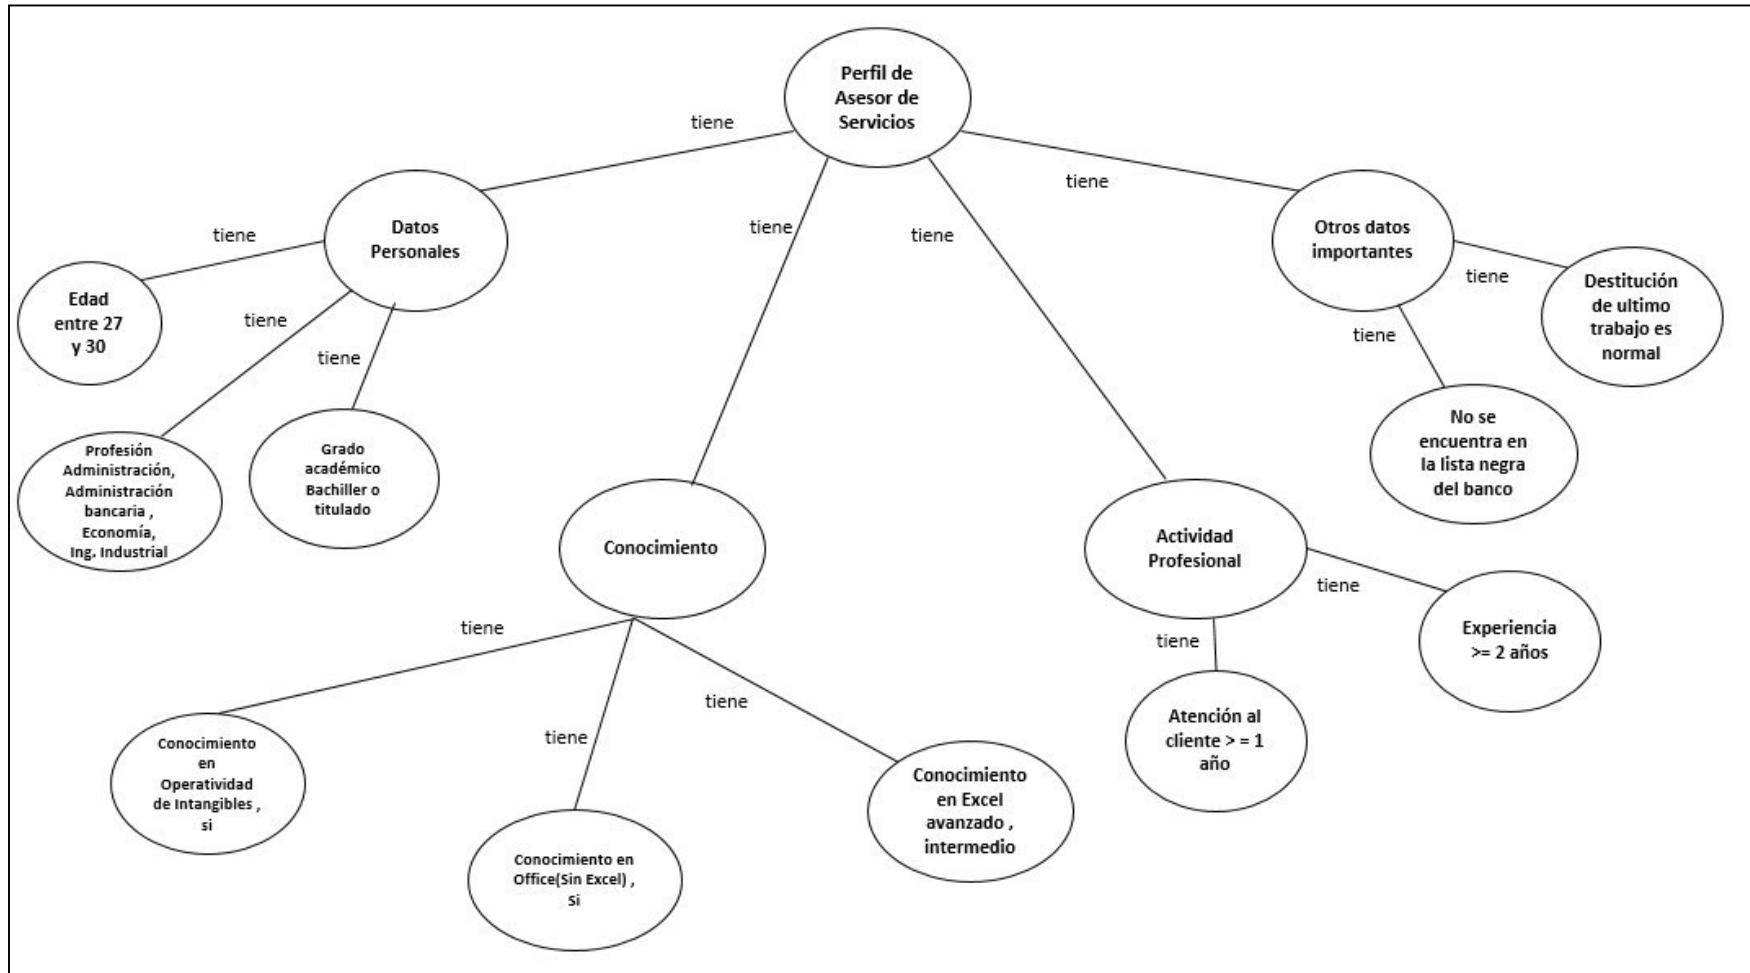 Perfil de
Asesor de
Servicios
tiene
tiene
tiene
tiene
Datos
Personales
tiene
tiene
tiene
Edad
entre 27
y 30
Profesión
Administración,
Administración
bancaria ,
Economía,
Ing. Industrial
Grado
académico
Bachiller o
titulado
Otros datos
importantes
tiene
tiene
Destitución
de ultimo
trabajo es
normal
No se
encuentra en
la lista negra
del banco
Conocimiento
tiene
tiene
tiene
Conocimiento
en
Operatividad
de Intangibles ,
si
Conocimiento en
Office(Sin Excel) ,
Si
Conocimiento
en Excel
avanzado ,
intermedio
Actividad
Profesional
tiene
tiene
Atención al
cliente > = 1
año
Experiencia
>= 2 años